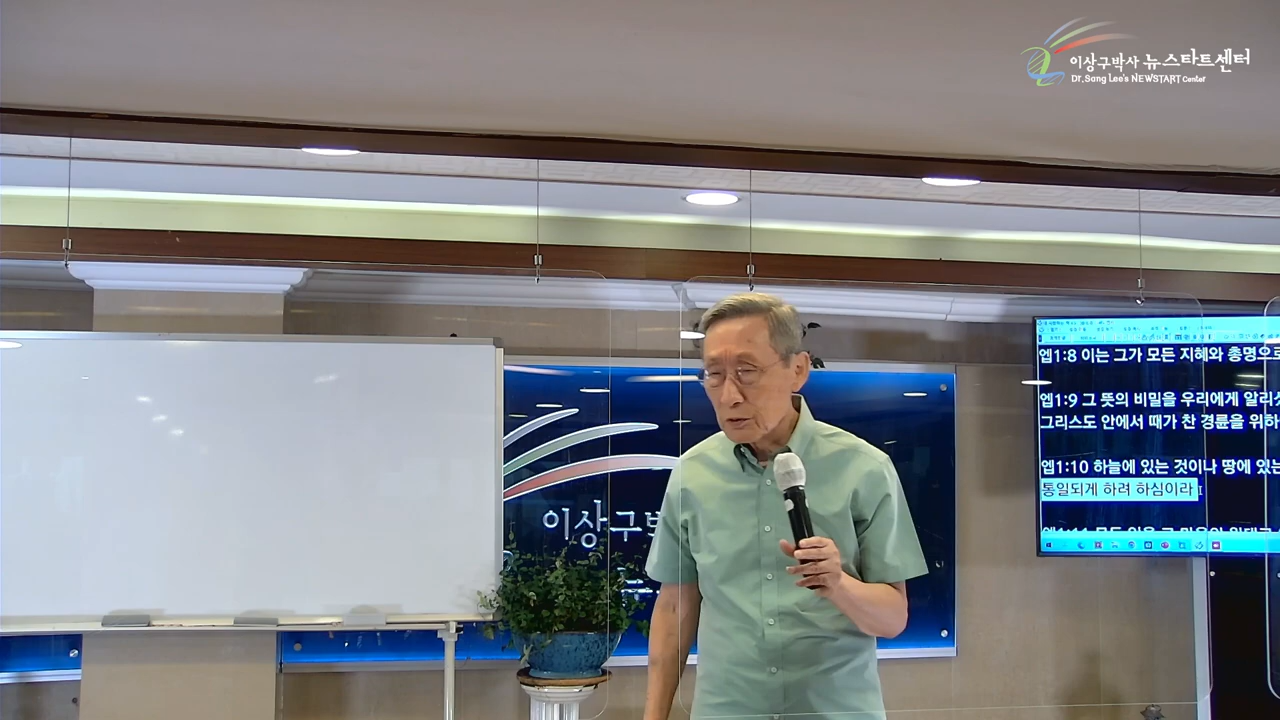 이상구박사 뉴스타트센터
Dr. Sang Lee's NEWSTART Center
엡1:8 이는 그가 모든 지혜와 총명으로
엡1:9 그 뜻의 비밀을 우리에게 알리
그리스도 안에서 때가 찬 경륜을 위하
엡1:10 하늘에 있는 것이나 땅에 있는
통일되게 하려 하심이라
이상구